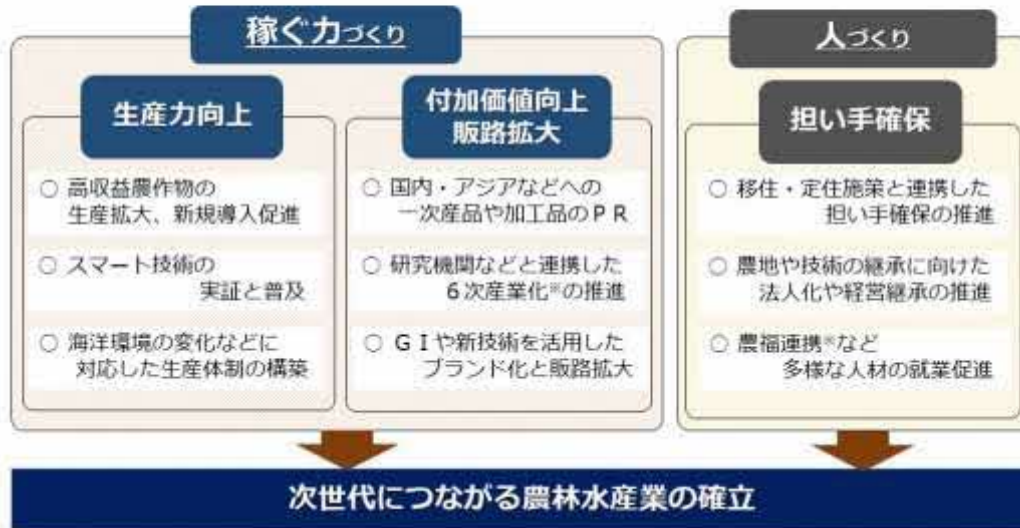 稼ぐ力づくり
生産力向上
○ 高収益農作物の
生産拡大、新規導入促進
○ スマート技術の
実証と普及
○ 海洋環境の変化などに
対応した生産体制の構築
付加価値向上
販路拡大
○ 国内・アジアなどへの
一次産品や加工品のＰＲ
○ 研究機関などと連携した
６次産業化※の推進
○ ＧＩや新技術を活用した
ブランド化と販路拡大
人づくり
担い手確保
○ 移住・定住施策と連携した
担い手確保の推進
○ 農地や技術の継承に向けた
法人化や経営継承の推進
○ 農福連携※など
多様な人材の就業促進
次世代につながる農林水産業の確立